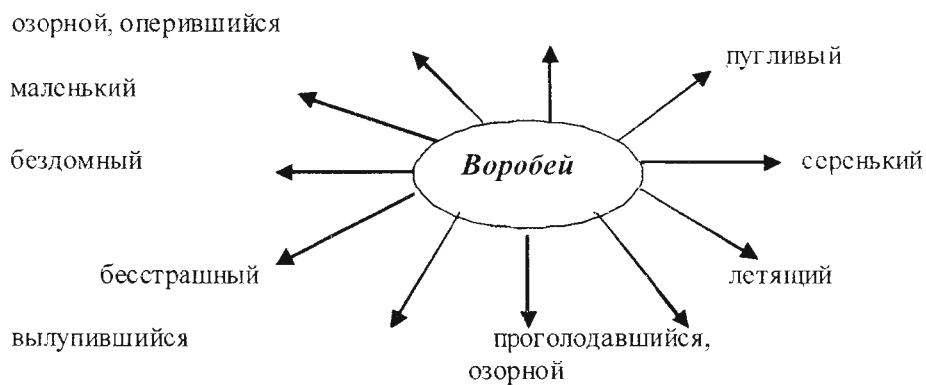 озорной, оперившийся
пугливый
маленький
бездомный
Воробей
серенький
бесстрашный
летящий
вылупившийся
проголодавшийся,
озорной